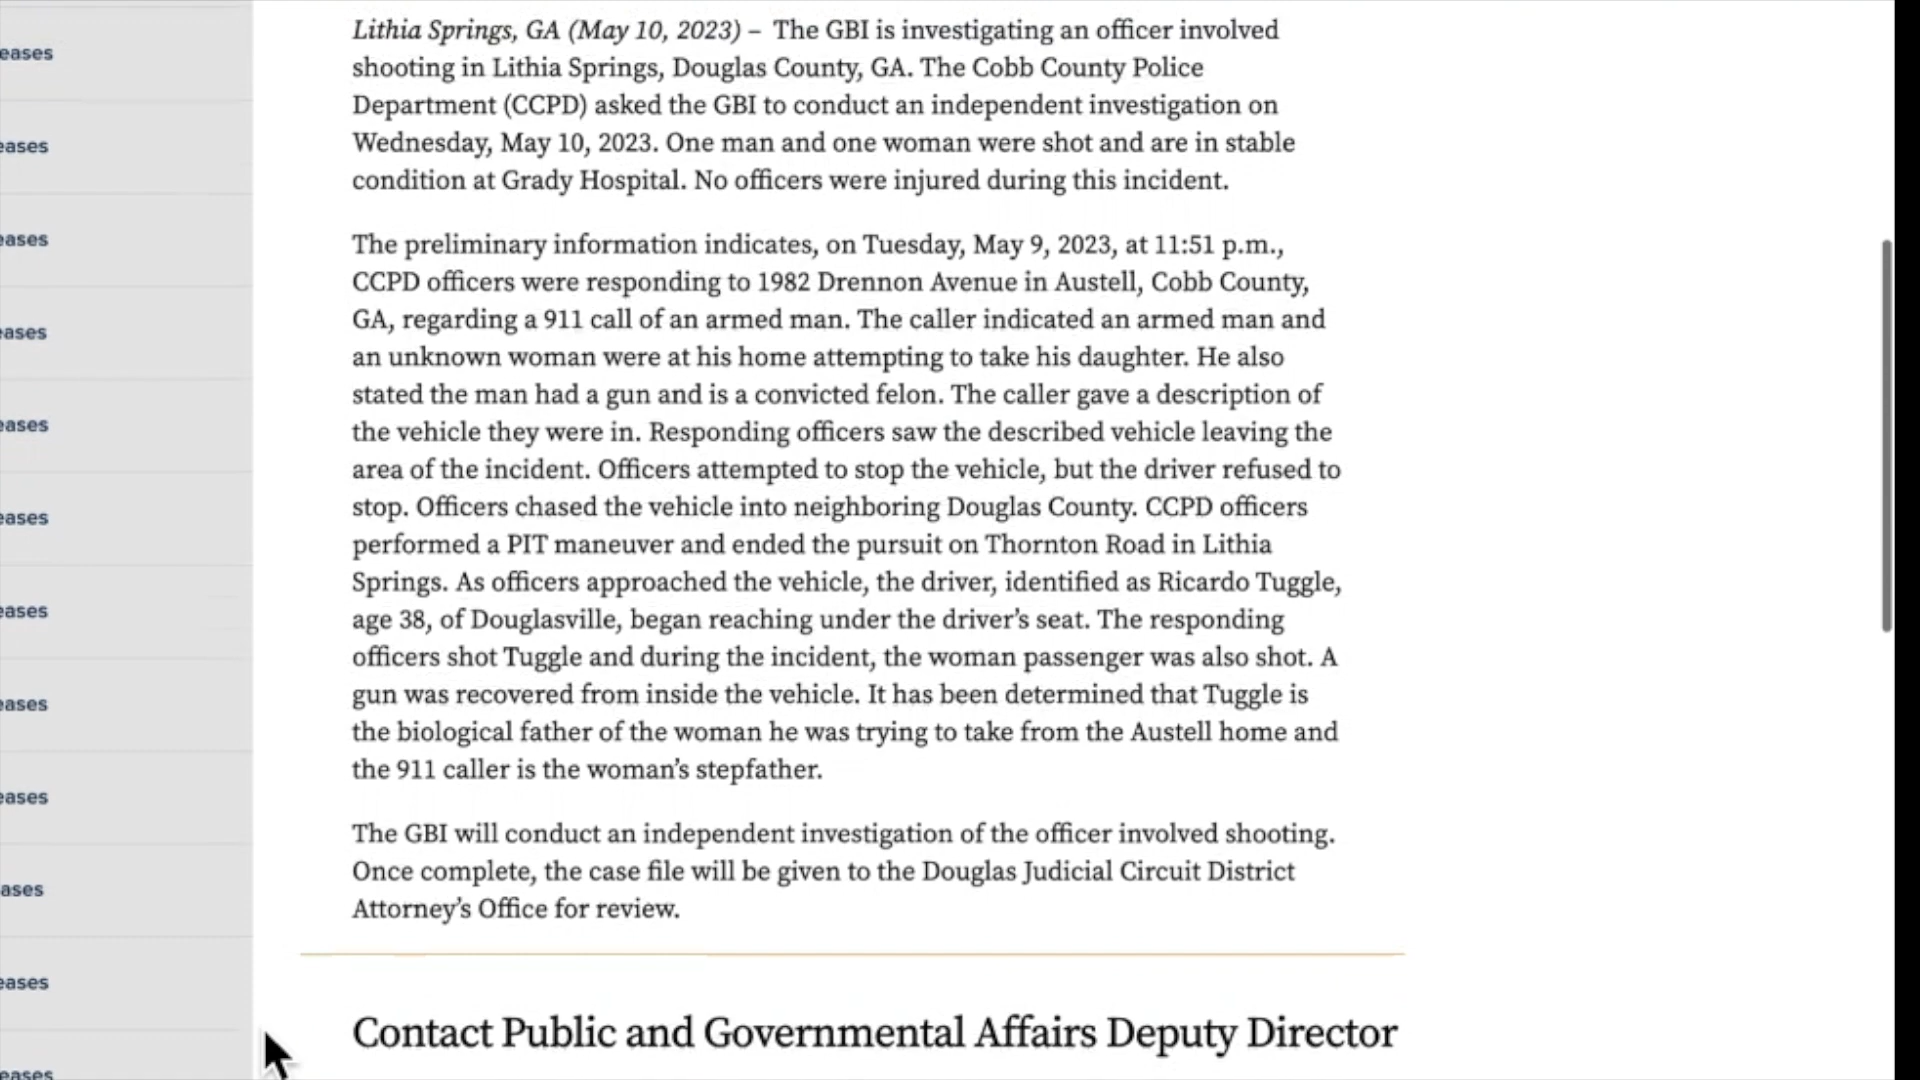 eases
eases
eases
eases
eases
eases
eases
eases
eases
ases
eases
eases
Lithia Springs, GA (May 10, 2023) – The GBI is investigating an officer involved
shooting in Lithia Springs, Douglas County, GA. The Cobb County Police
Department (CCPD) asked the GBI to conduct an independent investigation on
Wednesday, May 10, 2023. One man and one woman were shot and are in stable
condition at Grady Hospital. No officers were injured during this incident.
The preliminary information indicates, on Tuesday, May 9, 2023, at 11:51 p.m.,
CCPD officers were responding to 1982 Drennon Avenue in Austell, Cobb County,
GA, regarding a 911 call of an armed man. The caller indicated an armed man and
an unknown woman were at his home attempting to take his daughter. He also
stated the man had a gun and is a convicted felon. The caller gave a description of
the vehicle they were in. Responding officers saw the described vehicle leaving the
area of the incident. Officers attempted to stop the vehicle, but the driver refused to
stop. Officers chased the vehicle into neighboring Douglas County. CCPD officers
performed a PIT maneuver and ended the pursuit on Thornton Road in Lithia
Springs. As officers approached the vehicle, the driver, identified as Ricardo Tuggle,
age 38, of Douglasville, began reaching under the driver’s seat. The responding
officers shot Tuggle and during the incident, the woman passenger was also shot. A
gun was recovered from inside the vehicle. It has been determined that Tuggle is
the biological father of the woman he was trying to take from the Austell home and
the 911 caller is the woman’s stepfather.
The GBI will conduct an independent investigation of the officer involved shooting.
Once complete, the case file will be given to the Douglas Judicial Circuit District
Attorney’s Office for review.
Contact Public and Governmental Affairs Deputy Director